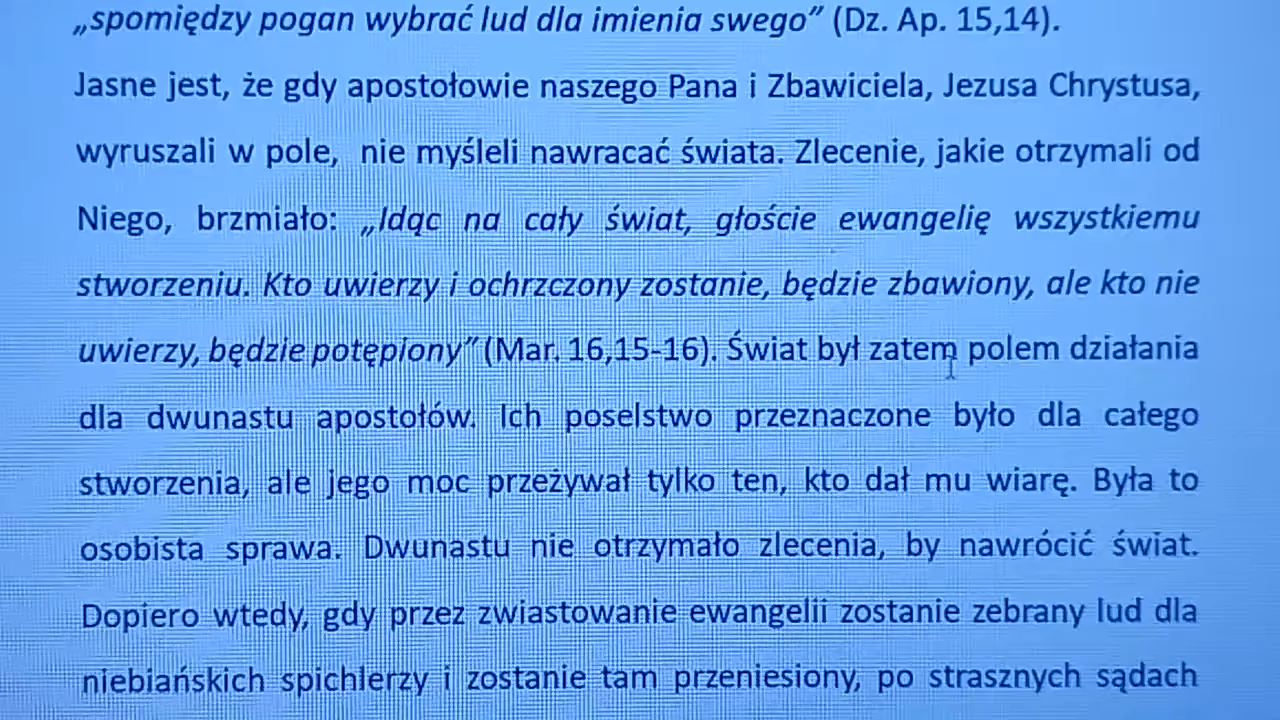 „spomiędzy pogan wybrać lud dla imienia swego” (Dz. Ap. 15,14).
Jasne jest, że gdy apostołowie naszego Pana i Zbawiciela, Jezusa Chrystusa,
wyruszali w pole, nie myśleli nawracać świata. Zlecenie, jakie otrzymali od
Niego, brzmiało: „Idąc na cały świat, głoście ewangelię wszystkiemu
stworzeniu. Kto uwierzy i ochrzczony zostanie, będzie zbawiony, ale kto nie
uwierzy, będzie potępiony” (Mar. 16,15-16). Świat był zatem polem działania
dla dwunastu apostołów. Ich poselstwo przeznaczone było dla całego
stworzenia, ale jego moc przeżywał tylko ten, kto dał mu wiarę. Była to
osobista sprawa. Dwunastu nie otrzymało zlecenia, by nawrócić świat.
Dopiero wtedy, gdy przez zwiastowanie ewangelii zostanie zebrany lud dla
niebiańskich spichlerzy i zostanie tam przeniesiony, po strasznych sądach